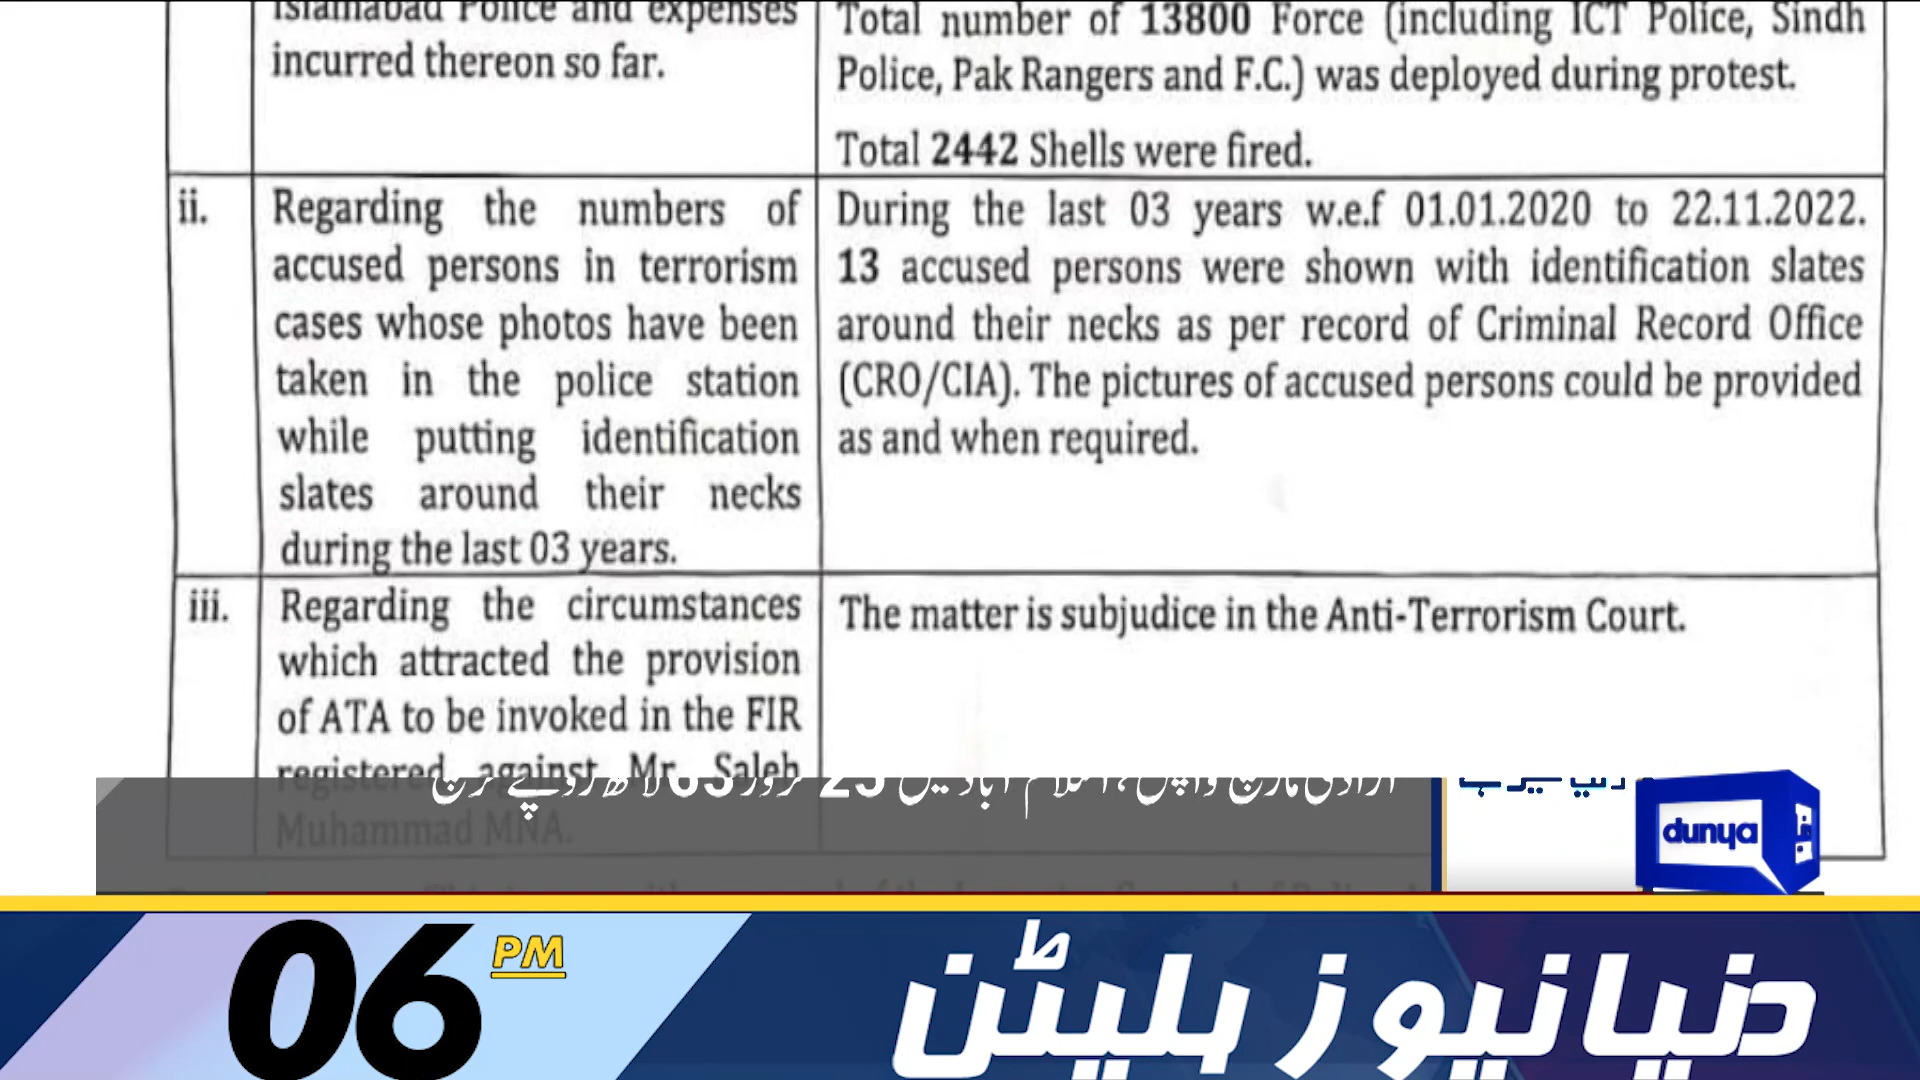 Islamabad Police and expenses
incurred thereon so far.
Total number of 13800 Force (including ICT Police, Sindh
Police, Pak Rangers and F.C.) was deployed during protest.
Total 2442 Shells were fired.
ii.
Regarding the numbers of
accused persons in terrorism
cases whose photos have been
taken in the police station
while putting identification
slates around their necks
during the last 03 years.
During the last 03 years w.e.f 01.01.2020 to 22.11.2022.
13 accused persons were shown with identification slates
around their necks as per record of Criminal Record Office
(CRO/CIA). The pictures of accused persons could be provided
as and when required.
iii.
Regarding the circumstances
which attracted the provision
of ATA to be invoked in the FIR
registered against Mr. Saleh
Muhammad MNA.
The matter is subjudice in the Anti-Terrorism Court.
dunya
06 PM
دنیا نیوز بلیٹن